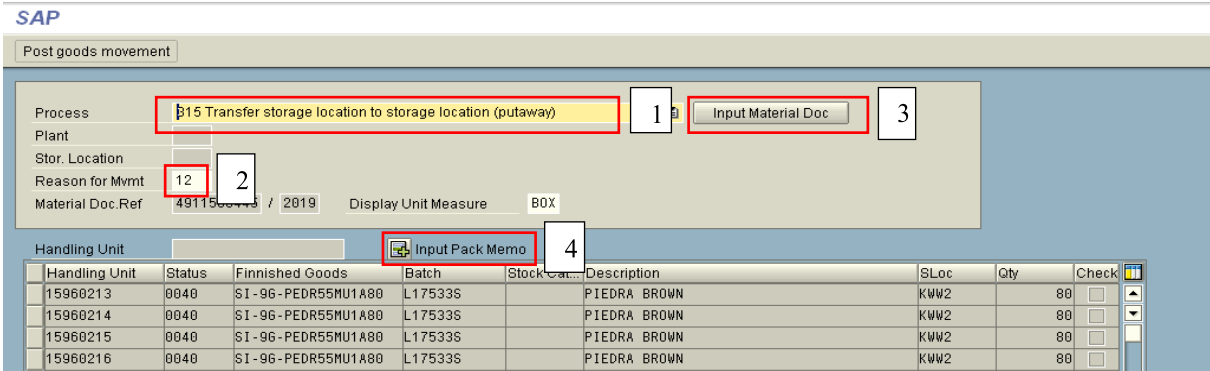 SAP
Post goods movement
Process 315 Transfer storage location to storage location (putaway) 1 Input Material Doc 3
Plant
Stor. Location
Reason for Mvmt 12 2
Material Doc.Ref / 2019 Display Unit Measure BOX
Handling Unit Input Pack Memo 4
Handling Unit Status Finnished Goods Batch Stock Cat... Description SLoc Qty Check
15960213 0040 SI-96-PEDR55MU1A80 L17533S PIEDRA BROWN KWW2 80
15960214 0040 SI-96-PEDR55MU1A80 L17533S PIEDRA BROWN KWW2 80
15960215 0040 SI-96-PEDR55MU1A80 L17533S PIEDRA BROWN KWW2 80
15960216 0040 SI-96-PEDR55MU1A80 L17533S PIEDRA BROWN KWW2 80